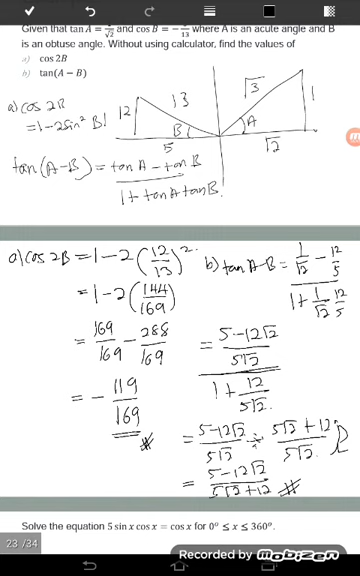 Given that tan A = 1/√2 and cos B = −5/13 where A is an acute angle and B
is an obtuse angle. Without using calculator, find the values of
a) cos 2B
b) tan(A − B)
a) cos 2B
= 1 − 2 sin² B!
12 13 B 5
√3 1 A √2
tan(A−B) = (tan A − tan B) / (1 + tan A tan B!)
a) cos 2B = 1 − 2(12/13)²
= 1 − 2(144/169)
= 169/169 − 288/169
= − 119/169
b) tan A−B = (1/√2 − 12/5) / (1 + 1/√2 12/5)
= ((5−12√2)/5√2) / (1 + 12/5√2)
= (5−12√2)/5√2 ÷ (5√2+12)/5√2
= (5−12√2)/(5√2+12)
Solve the equation 5 sin x cos x = cos x for 0° ≤ x ≤ 360°.
23 /34
Recorded by Mobizen